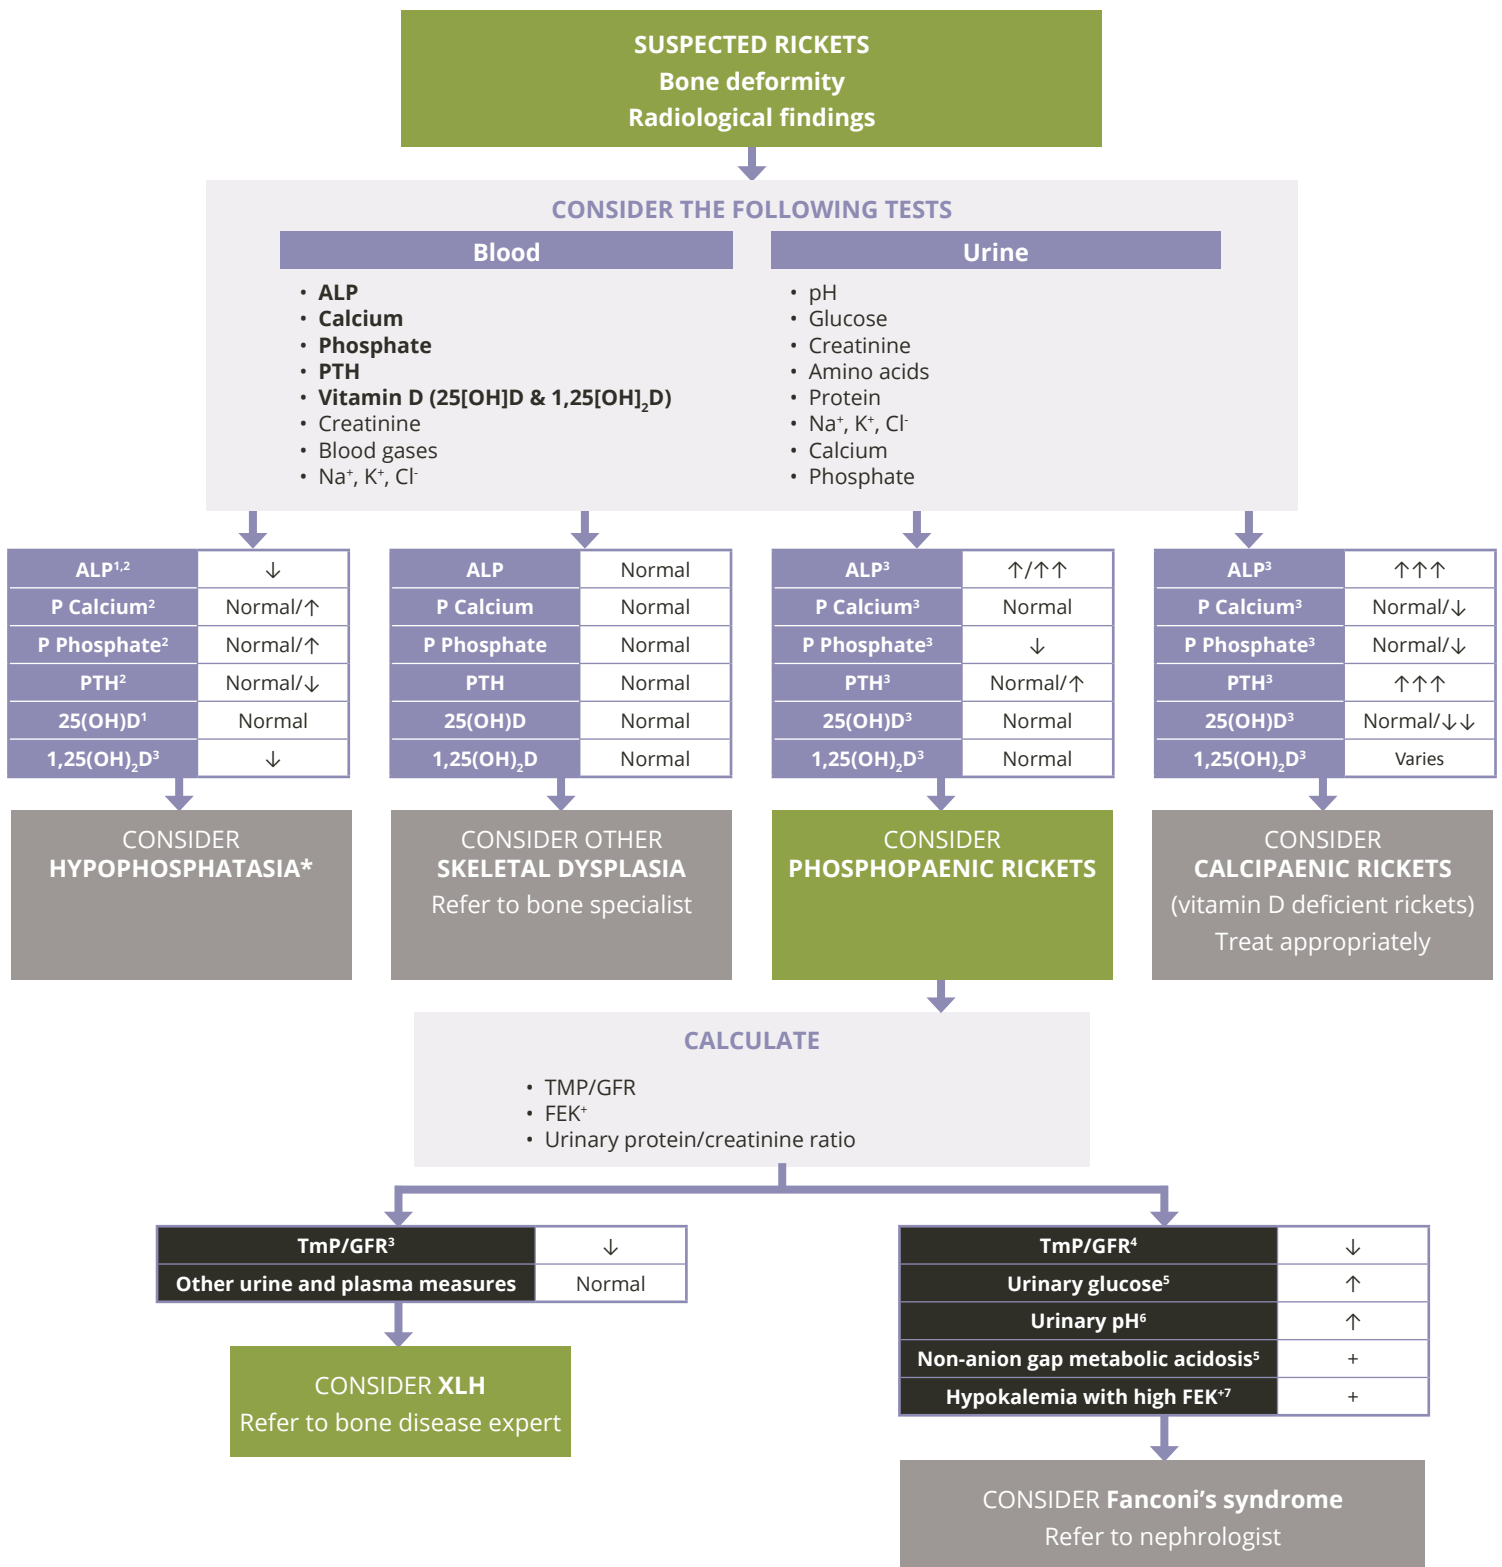 SUSPECTED RICKETS
Bone deformity
Radiological findings
CONSIDER THE FOLLOWING TESTS
Blood
• ALP
• Calcium
• Phosphate
• PTH
• Vitamin D (25[OH]D & 1,25[OH]₂D)
• Creatinine
• Blood gases
• Na⁺, K⁺, Cl⁻
Urine
• pH
• Glucose
• Creatinine
• Amino acids
• Protein
• Na⁺, K⁺, Cl⁻
• Calcium
• Phosphate
ALP¹,² ↓
P Calcium² Normal/↑
P Phosphate² Normal/↑
PTH² Normal/↓
25(OH)D¹ Normal
1,25(OH)₂D³ ↓
CONSIDER
HYPOPHOSPHATASIA*
ALP Normal
P Calcium Normal
P Phosphate Normal
PTH Normal
25(OH)D Normal
1,25(OH)₂D Normal
CONSIDER OTHER
SKELETAL DYSPLASIA
Refer to bone specialist
ALP³ ↑/↑↑
P Calcium³ Normal
P Phosphate³ ↓
PTH³ Normal/↑
25(OH)D³ Normal
1,25(OH)₂D³ Normal
CONSIDER
PHOSPHOPAENIC RICKETS
ALP³ ↑↑↑
P Calcium³ Normal/↓
P Phosphate³ Normal/↓
PTH³ ↑↑↑
25(OH)D³ Normal/↓↓
1,25(OH)₂D³ Varies
CONSIDER
CALCIPAENIC RICKETS
(vitamin D deficient rickets)
Treat appropriately
CALCULATE
• TMP/GFR
• FEK⁺
• Urinary protein/creatinine ratio
TmP/GFR³ ↓
Other urine and plasma measures Normal
CONSIDER XLH
Refer to bone disease expert
TmP/GFR⁴ ↓
Urinary glucose⁵ ↑
Urinary pH⁶ ↑
Non-anion gap metabolic acidosis⁵ +
Hypokalemia with high FEK⁺⁷ +
CONSIDER Fanconi’s syndrome
Refer to nephrologist